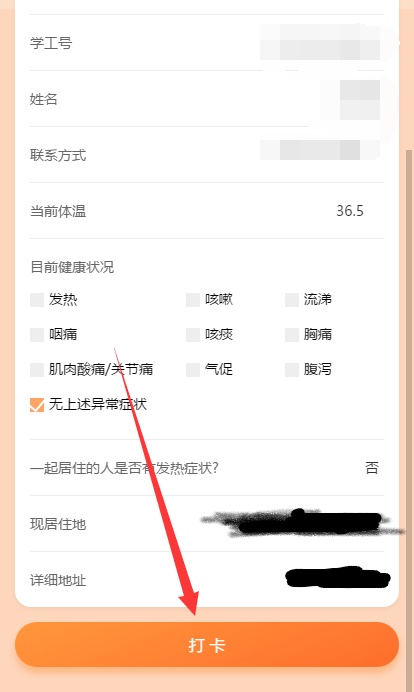 学工号
姓名
联系方式
当前体温 36.5
目前健康状况
发热 咳嗽 流涕
咽痛 咳痰 胸痛
肌肉酸痛/关节痛 气促 腹泻
无上述异常症状
一起居住的人是否有发热症状? 否
现居住地
详细地址
打卡